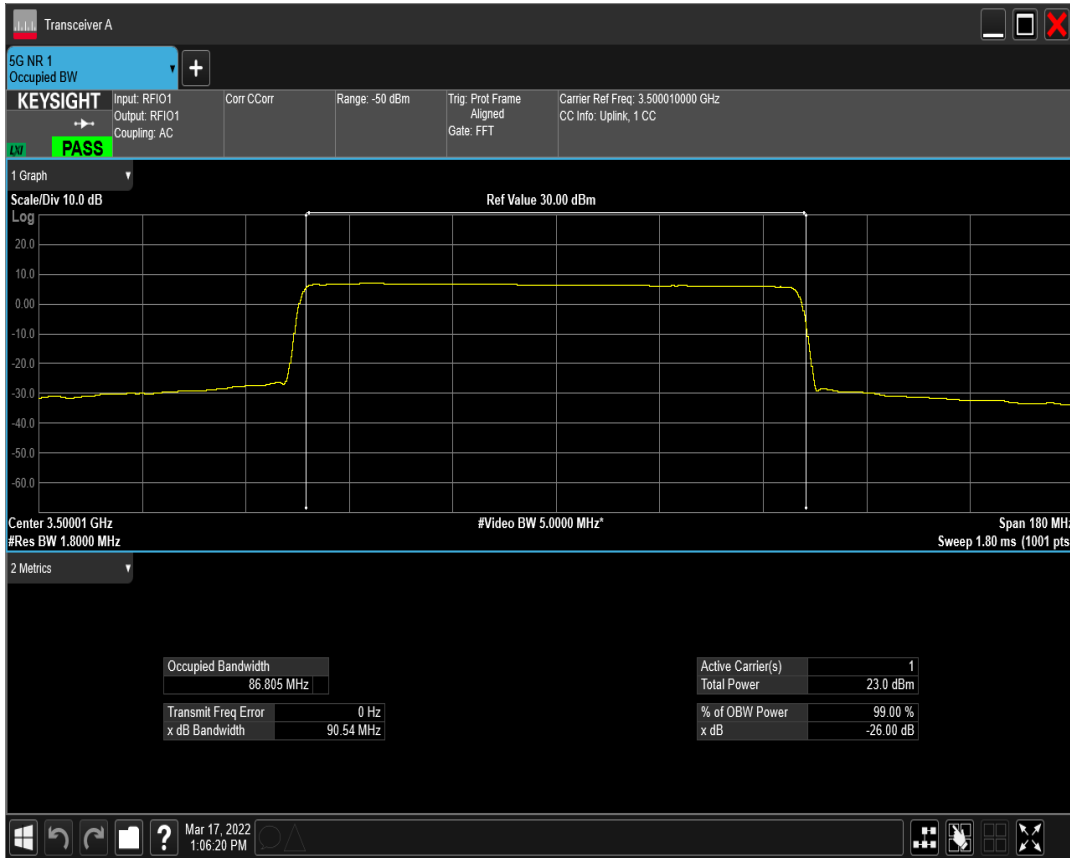 Transceiver A
5G NR 1
Occupied BW
+
KEYSIGHT
LXI
PASS
Input: RFIO1
Output: RFIO1
Coupling: AC
Corr CCorr
Range: -50 dBm
Trig: Prot Frame
Aligned
Gate: FFT
Carrier Ref Freq: 3.500010000 GHz
CC Info: Uplink, 1 CC
1 Graph
Scale/Div 10.0 dB
Ref Value 30.00 dBm
Log
20.0
10.0
0.00
-10.0
-20.0
-30.0
-40.0
-50.0
-60.0
Center 3.50001 GHz
#Video BW 5.0000 MHz*
Span 180 MHz
#Res BW 1.8000 MHz
Sweep 1.80 ms (1001 pts
2 Metrics
Occupied Bandwidth
86.805 MHz
Transmit Freq Error 0 Hz
x dB Bandwidth 90.54 MHz
Active Carrier(s) 1
Total Power 23.0 dBm
% of OBW Power 99.00 %
x dB -26.00 dB
?
Mar 17, 2022
1:06:20 PM